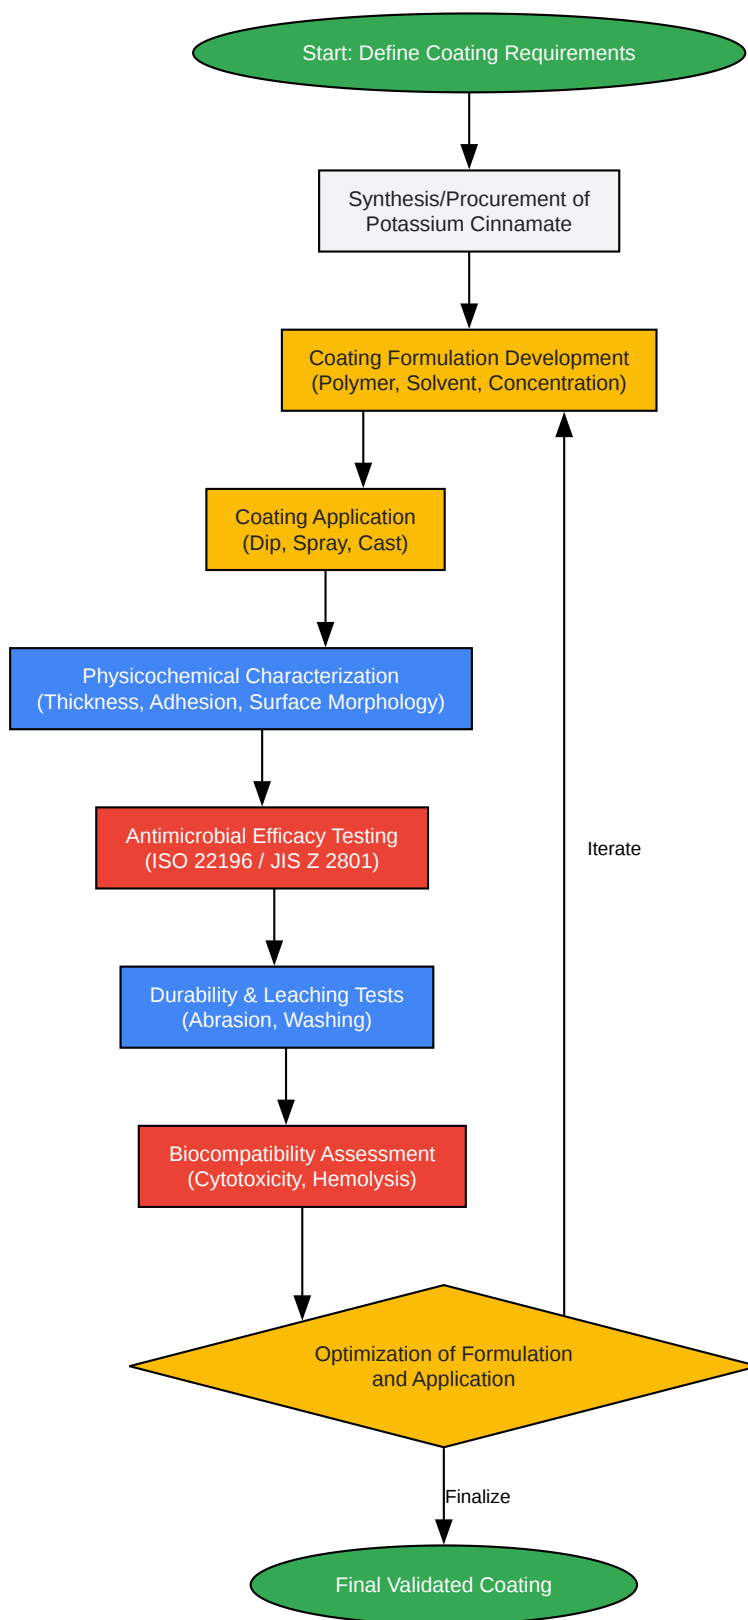 Start: Define Coating Requirements
Synthesis/Procurement of
Potassium Cinnamate
Coating Formulation Development
(Polymer, Solvent, Concentration)
Coating Application
(Dip, Spray, Cast)
Physicochemical Characterization
(Thickness, Adhesion, Surface Morphology)
Antimicrobial Efficacy Testing
(ISO 22196 / JIS Z 2801)
Iterate
Durability & Leaching Tests
(Abrasion, Washing)
Biocompatibility Assessment
(Cytotoxicity, Hemolysis)
Optimization of Formulation
and Application
Finalize
Final Validated Coating